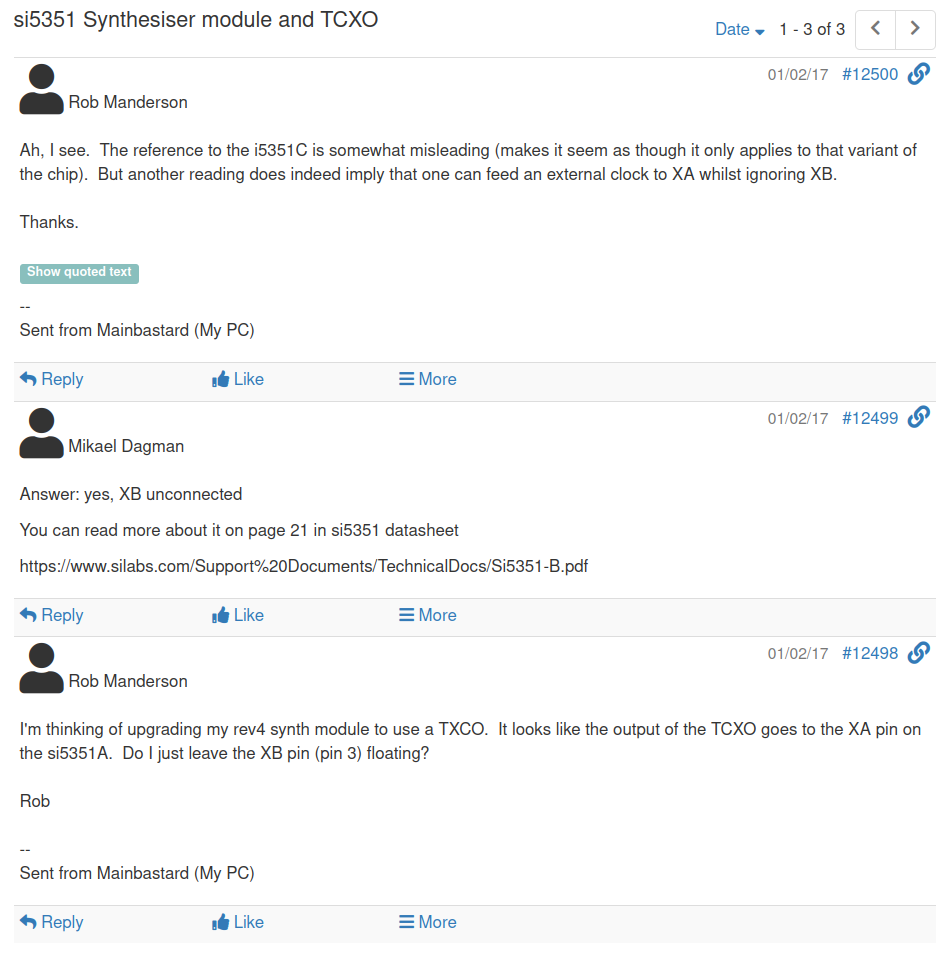 si5351 Synthesiser module and TCXO
Date 1 - 3 of 3
01/02/17 #12500
Rob Manderson
Ah, I see. The reference to the i5351C is somewhat misleading (makes it seem as though it only applies to that variant of
the chip). But another reading does indeed imply that one can feed an external clock to XA whilst ignoring XB.
Thanks.
Show quoted text
--
Sent from Mainbastard (My PC)
Reply Like More
01/02/17 #12499
Mikael Dagman
Answer: yes, XB unconnected
You can read more about it on page 21 in si5351 datasheet
https://www.silabs.com/Support%20Documents/TechnicalDocs/Si5351-B.pdf
Reply Like More
01/02/17 #12498
Rob Manderson
I'm thinking of upgrading my rev4 synth module to use a TXCO. It looks like the output of the TCXO goes to the XA pin on
the si5351A. Do I just leave the XB pin (pin 3) floating?
Rob
--
Sent from Mainbastard (My PC)
Reply Like More